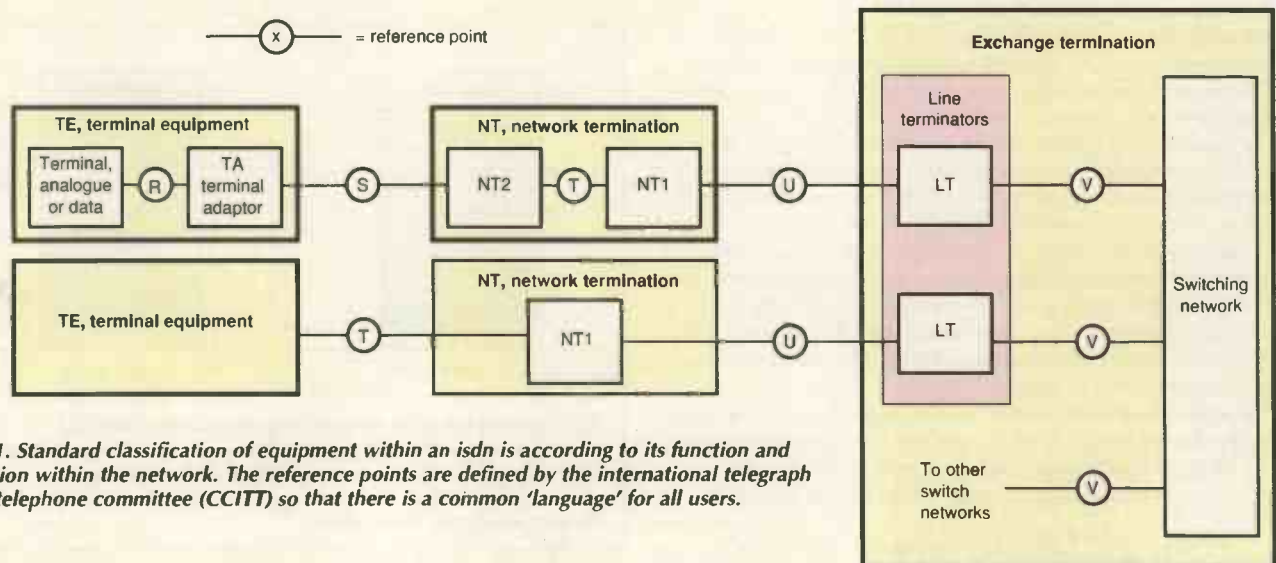 x = reference point
Exchange termination
Line
terminators
TE, terminal equipment
Terminal,
analogue
or data
R
TA
terminal
adaptor
S
NT, network termination
NT2
T
NT1
U
LT
V
Switching
network
TE, terminal equipment
T
NT, network termination
NT1
U
LT
V
To other
switch
networks
V
1. Standard classification of equipment within an isdn is according to its function and
within the network. The reference points are defined by the international telegraph
committee (CCITT) so that there is a common 'language' for all users.